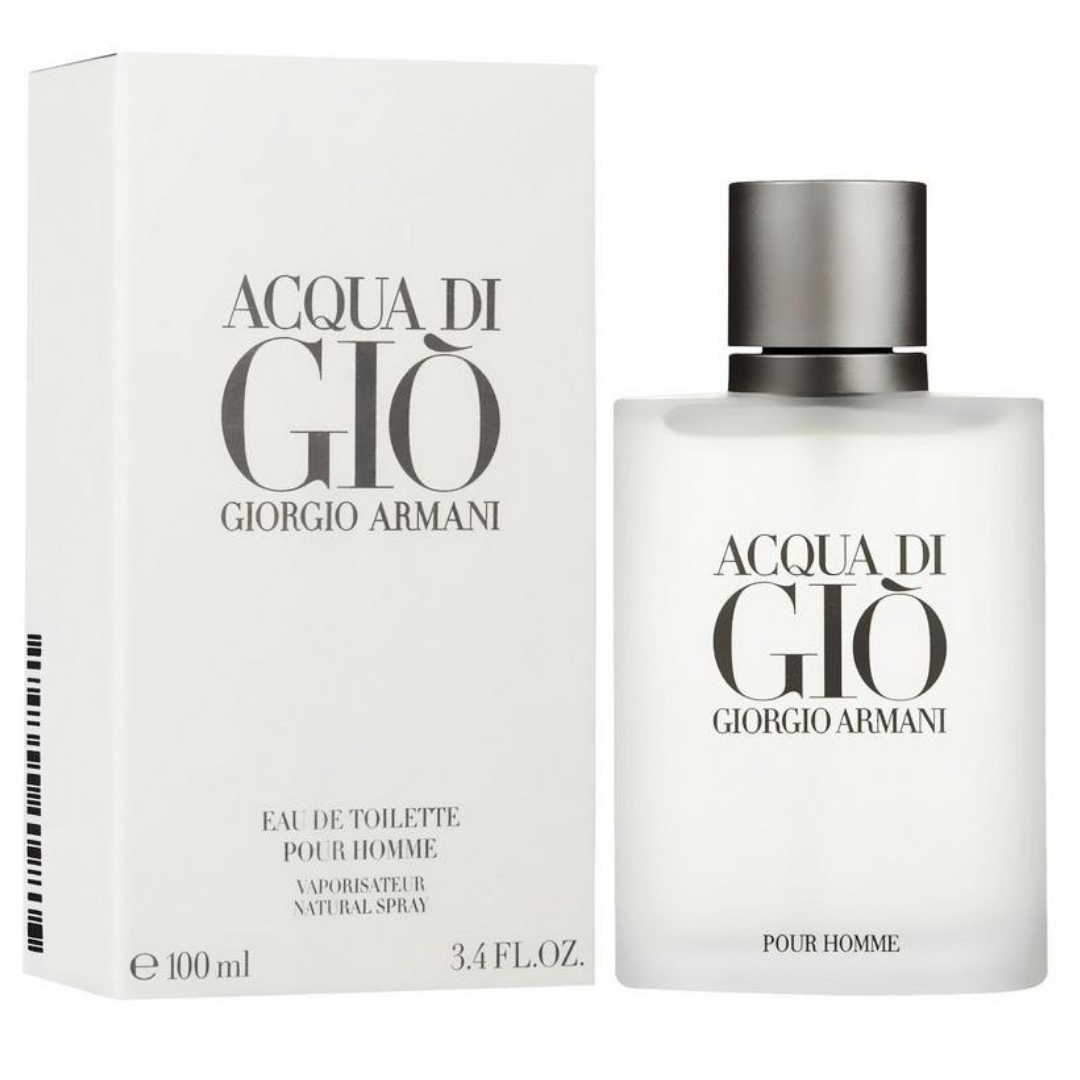 ACQUA DI
GIÒ
GIORGIO ARMANI
EAU DE TOILETTE
POUR HOMME
VAPORISATEUR
NATURAL SPRAY
℮ 100 ml
3.4 FL.OZ.
ACQUA DI
GIÒ
GIORGIO ARMANI
POUR HOMME